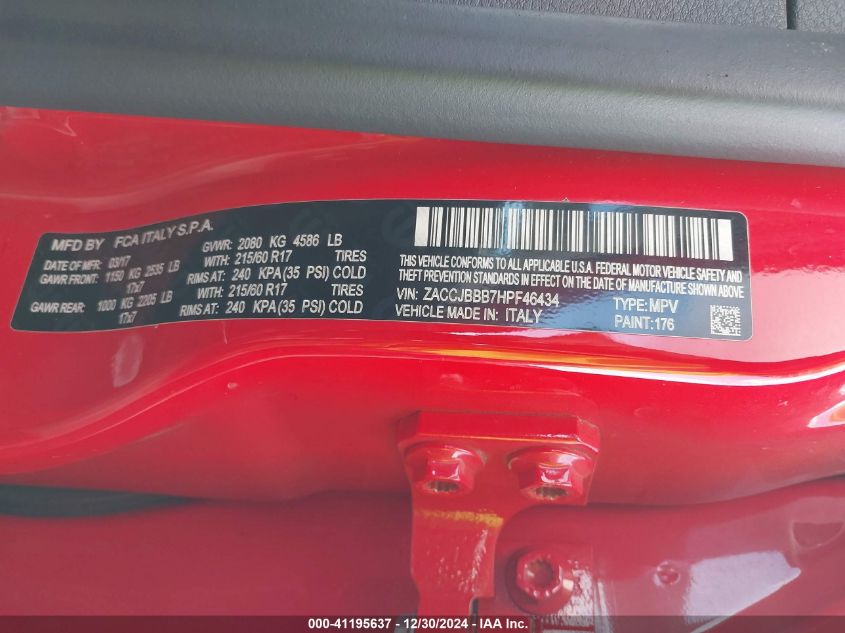 MFD BY FCA ITALY S.P.A.
DATE OF MFR: 03/17 GVWR: 2080 KG 4586 LB
GAWR FRONT: 1150 KG 2535 LB WITH: 215/60 R17 TIRES
17x7 RIMS AT: 240 KPA(35 PSI) COLD
GAWR REAR: 1000 KG 2205 LB WITH: 215/60 R17 TIRES
17x7 RIMS AT: 240 KPA(35 PSI) COLD
THIS VEHICLE CONFORMS TO ALL APPLICABLE U.S.A. FEDERAL MOTOR VEHICLE SAFETY AND
THEFT PREVENTION STANDARDS IN EFFECT ON THE DATE OF MANUFACTURE SHOWN ABOVE.
VIN: ZACCJBBB7HPF46434 TYPE: MPV
VEHICLE MADE IN: ITALY PAINT: 176
000-41195637 - 12/30/2024 - IAA Inc.